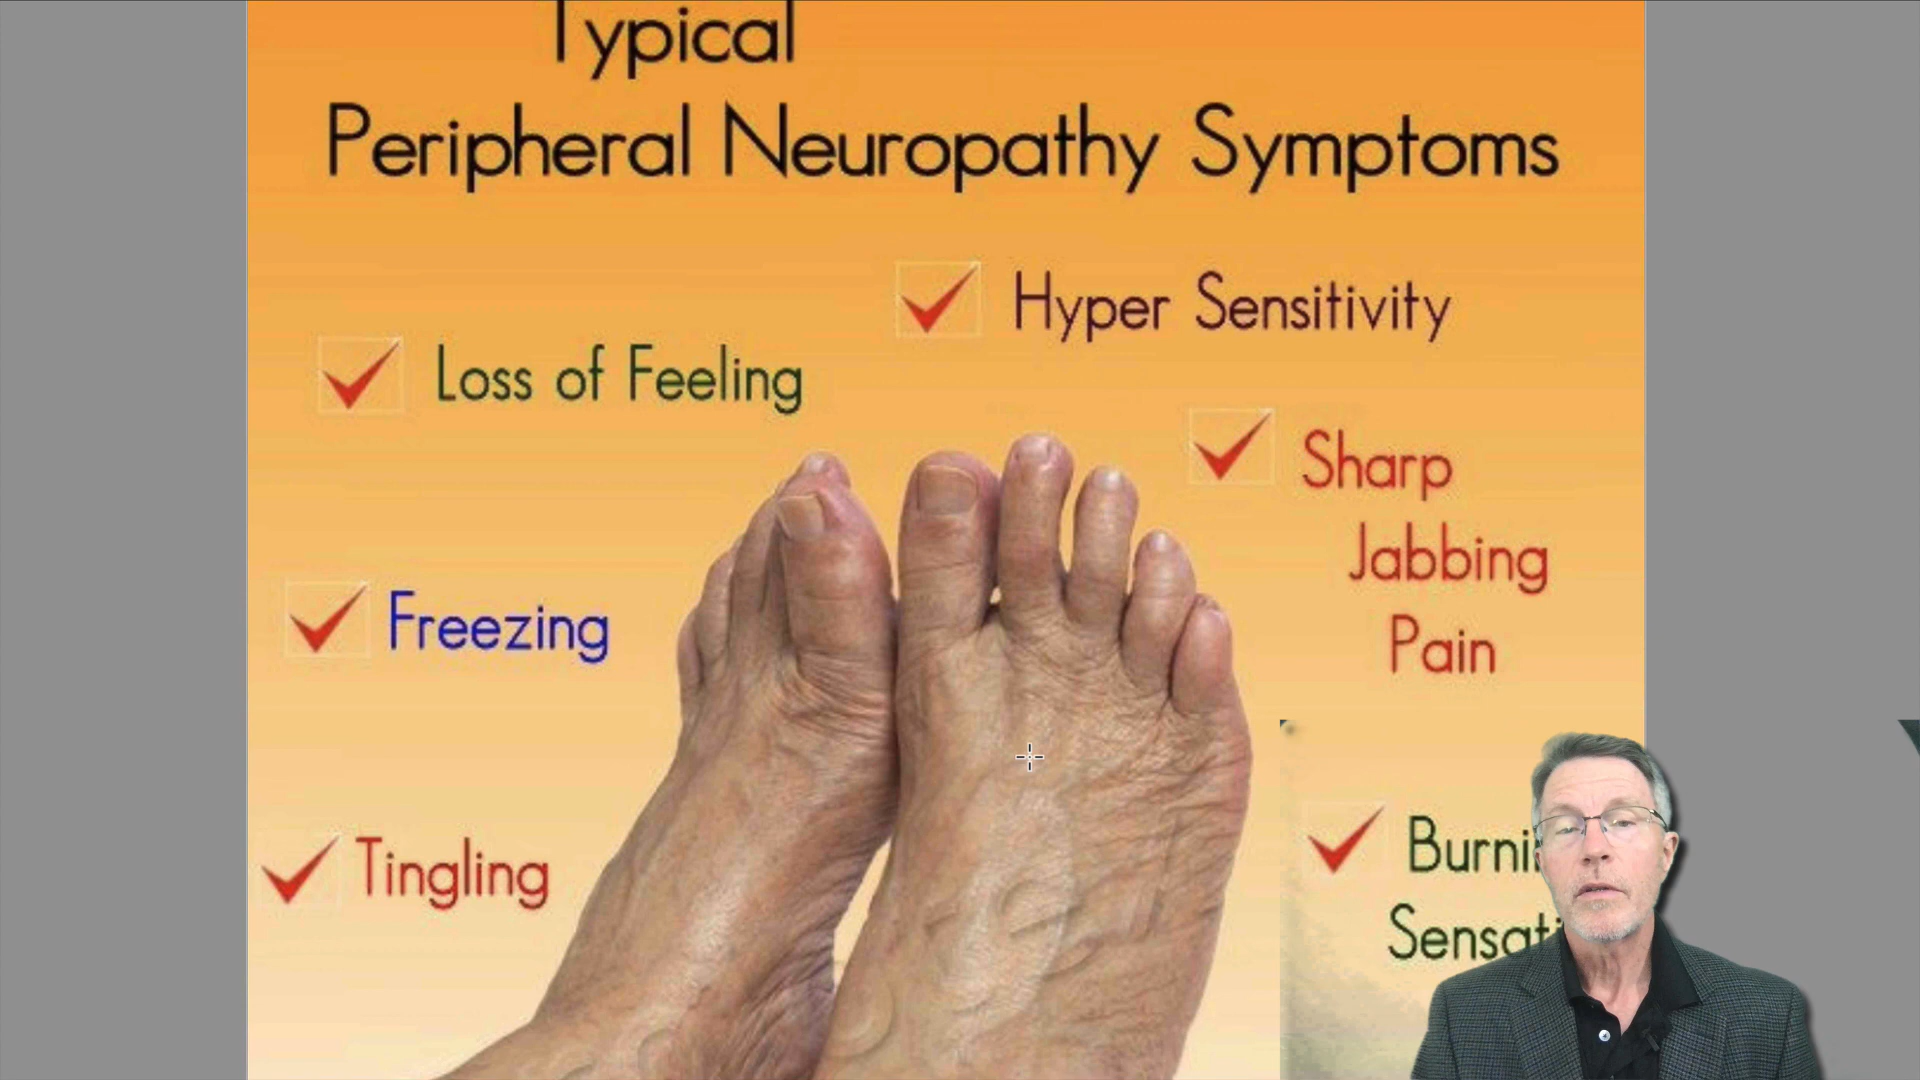 Typical
Peripheral Neuropathy Symptoms
Hyper Sensitivity
Loss of Feeling
Sharp
Jabbing
Pain
Freezing
Tingling